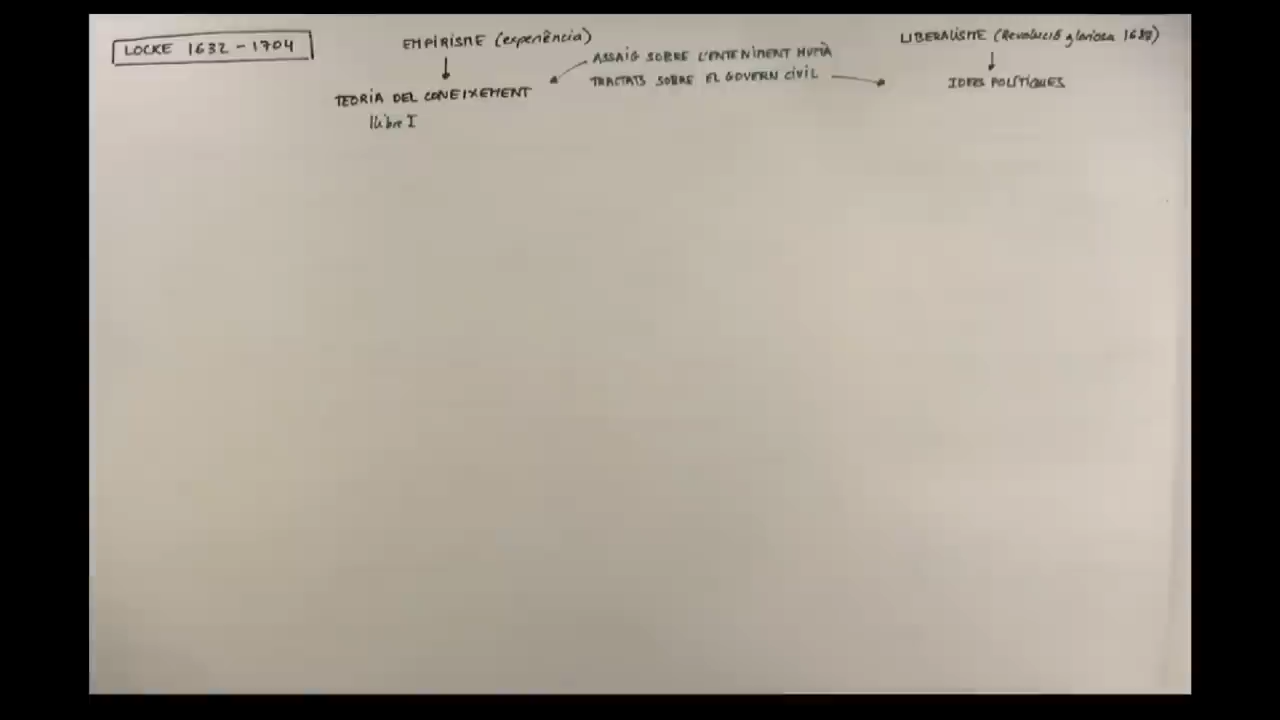 LOCKE 1632 - 1704
EMPIRISME (experiència)
ASSAIG SOBRE L'ENTENIMENT HUMÀ
TRACTATS SOBRE EL GOVERN CIVIL
LIBERALISME (Revolució gloriosa 1688)
TEORIA DEL CONEIXEMENT
IDEES POLÍTIQUES
llibre I